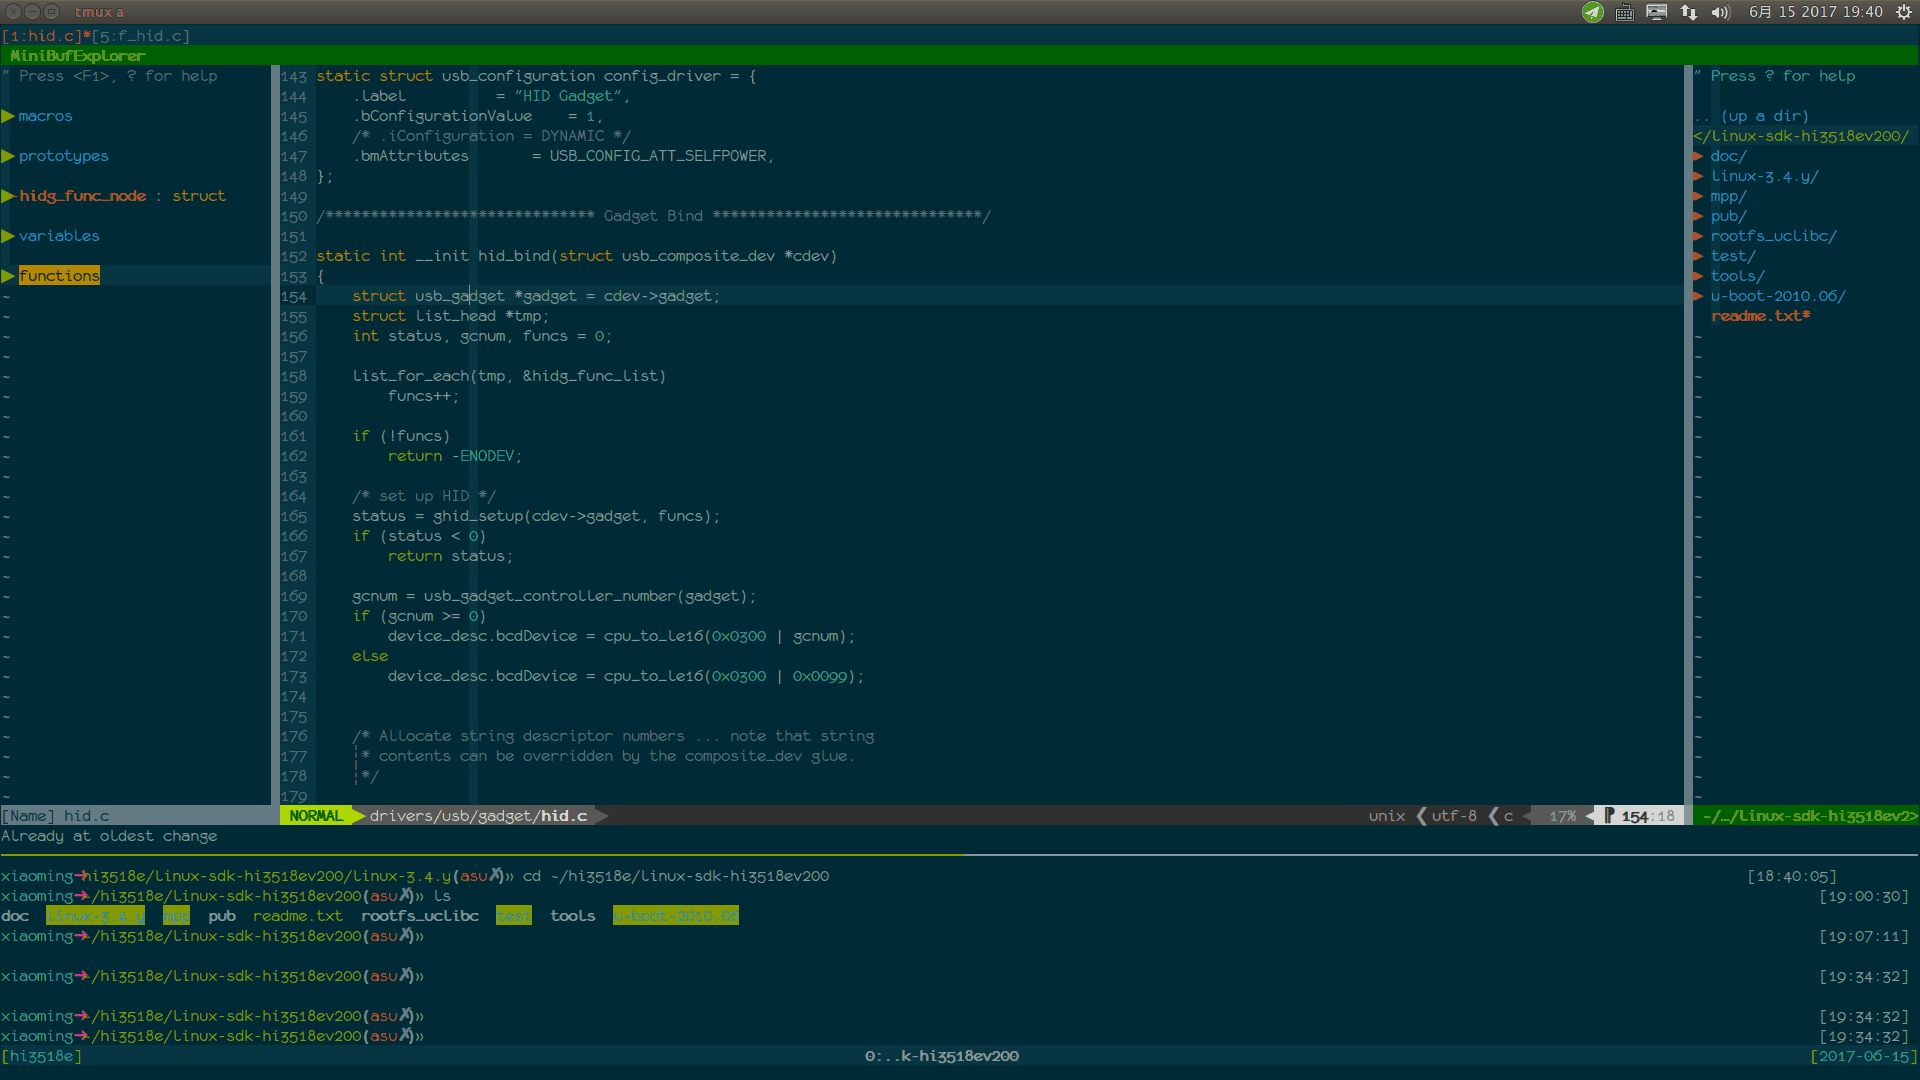 tmux a
6月 15 2017 19:40
[1:hid.c]*[5:f_hid.c]
MiniBufExplorer
" Press <F1>, ? for help
macros
prototypes
hidg_func_node : struct
variables
functions
[Name] hid.c
143 static struct usb_configuration config_driver = {
144     .label          = "HID Gadget",
145     .bConfigurationValue    = 1,
146     /* .iConfiguration = DYNAMIC */
147     .bmAttributes       = USB_CONFIG_ATT_SELFPOWER,
148 };
149
150 /****************************** Gadget Bind ******************************/
151
152 static int __init hid_bind(struct usb_composite_dev *cdev)
153 {
154     struct usb_gadget *gadget = cdev->gadget;
155     struct list_head *tmp;
156     int status, gcnum, funcs = 0;
157
158     list_for_each(tmp, &hidg_func_list)
159         funcs++;
160
161     if (!funcs)
162         return -ENODEV;
163
164     /* set up HID */
165     status = ghid_setup(cdev->gadget, funcs);
166     if (status < 0)
167         return status;
168
169     gcnum = usb_gadget_controller_number(gadget);
170     if (gcnum >= 0)
171         device_desc.bcdDevice = cpu_to_le16(0x0300 | gcnum);
172     else
173         device_desc.bcdDevice = cpu_to_le16(0x0300 | 0x0099);
174
175
176     /* Allocate string descriptor numbers ... note that string
177     ¦* contents can be overridden by the composite_dev glue.
178     ¦*/
179
NORMAL drivers/usb/gadget/hid.c unix utf-8 c 17% 154:18
" Press ? for help
.. (up a dir)
</linux-sdk-hi3518ev200/
doc/
linux-3.4.y/
mpp/
pub/
rootfs_uclibc/
test/
tools/
u-boot-2010.06/
readme.txt*
~/…/linux-sdk-hi3518ev2>
Already at oldest change
xiaoming➜hi3518e/linux-sdk-hi3518ev200/linux-3.4.y(asu✗)» cd ~/hi3518e/linux-sdk-hi3518ev200 [18:40:05]
xiaoming➜~/hi3518e/linux-sdk-hi3518ev200(asu✗)» ls [19:00:30]
doc linux-3.4.y mpp pub readme.txt rootfs_uclibc test tools u-boot-2010.06
xiaoming➜~/hi3518e/linux-sdk-hi3518ev200(asu✗)» [19:07:11]
xiaoming➜~/hi3518e/linux-sdk-hi3518ev200(asu✗)» [19:34:32]
xiaoming➜~/hi3518e/linux-sdk-hi3518ev200(asu✗)» [19:34:32]
xiaoming➜~/hi3518e/linux-sdk-hi3518ev200(asu✗)» [19:34:32]
[hi3518e] 0:..k-hi3518ev200 [2017-06-15]